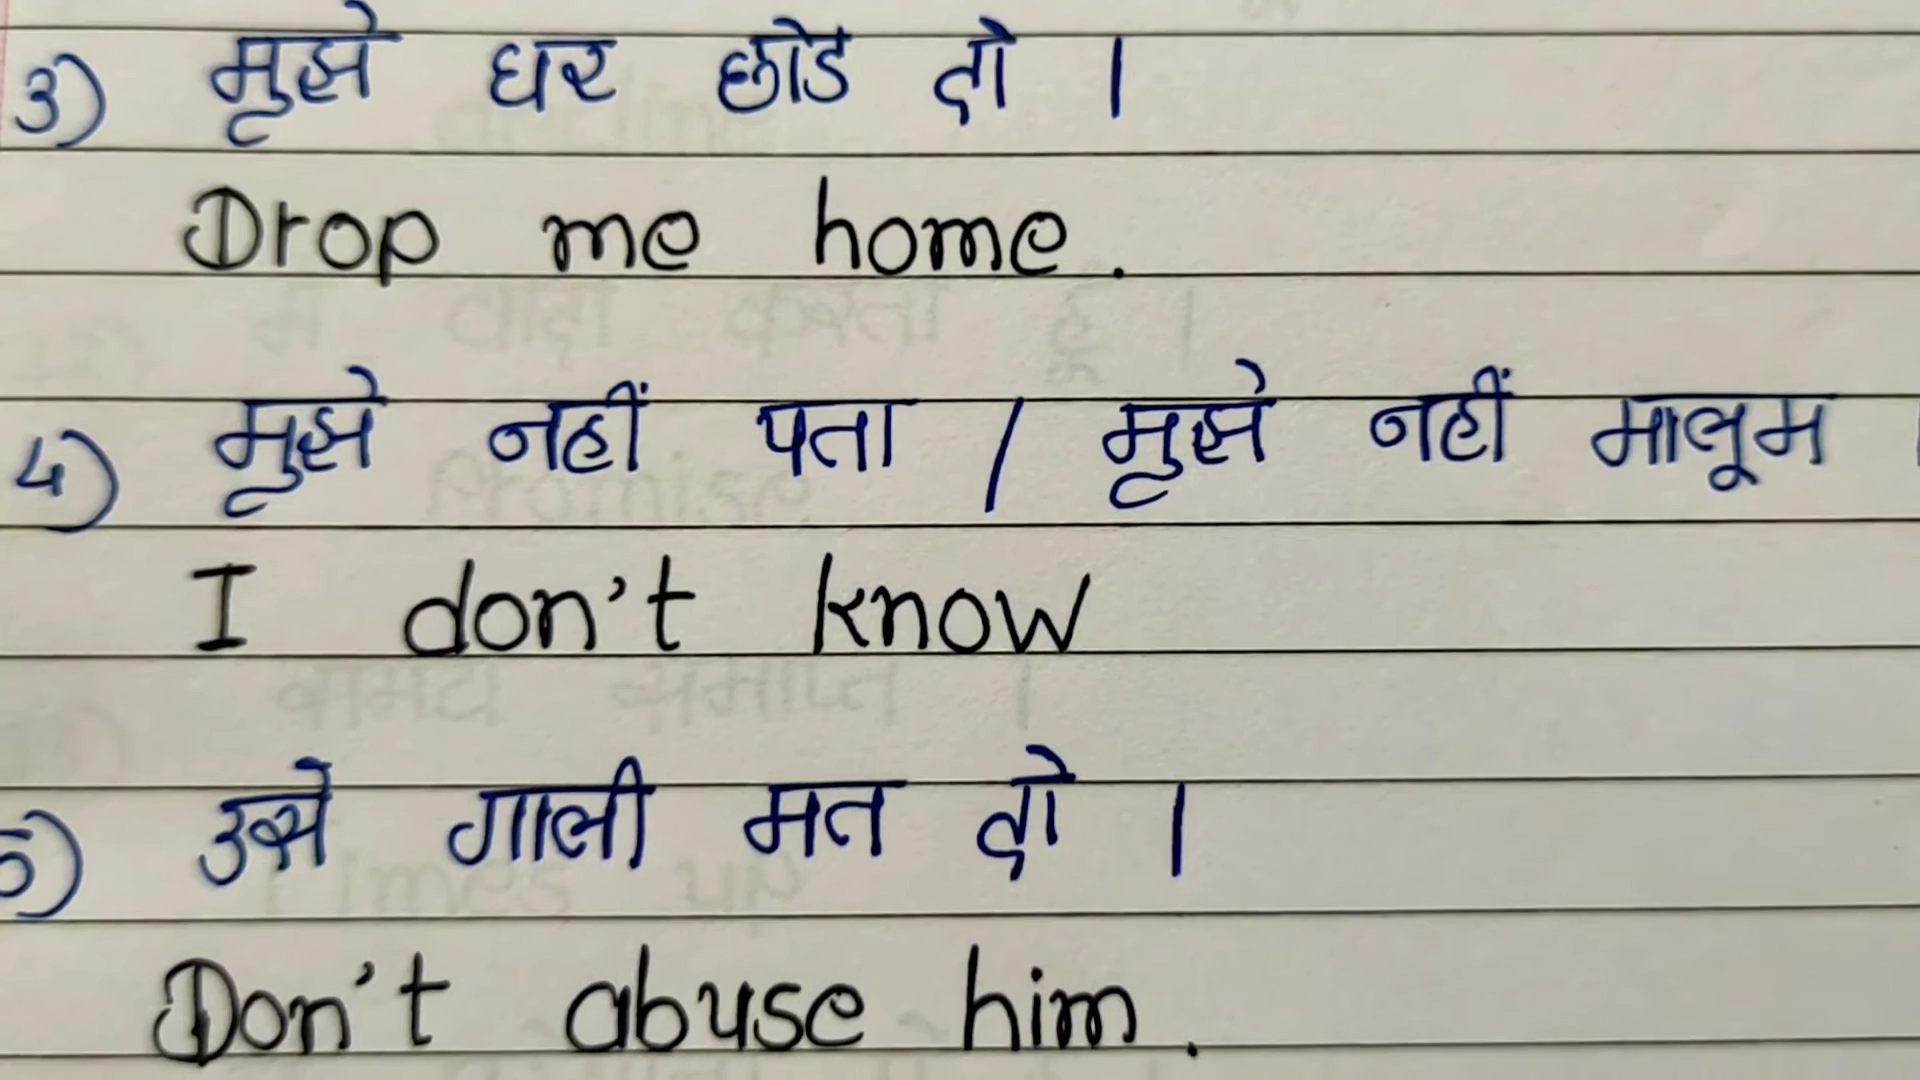 3) मुझे घर छोड दो ।
Drop me home.
4) मुझे नहीं पता / मुझे नहीं मालूम ।
I don't know
5) उसे गाली मत दो ।
Don't abuse him.